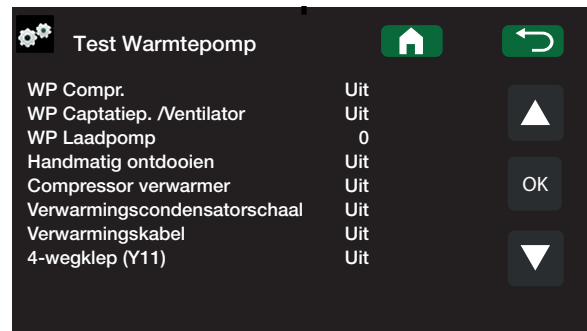 Test Warmtepomp
WP Compr. Uit
WP Captatiep. /Ventilator Uit
WP Laadpomp 0
Handmatig ontdooien Uit
Compressor verwarmer Uit
Verwarmingscondensatorschaal Uit
Verwarmingskabel Uit
4-wegklep (Y11) Uit
OK